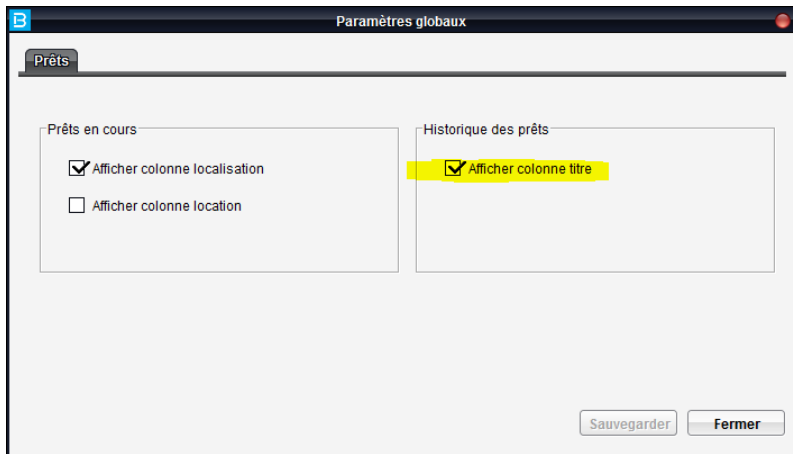 B
Paramètres globaux
Prêts
Prêts en cours
Afficher colonne localisation
Afficher colonne location
Historique des prêts
Afficher colonne titre
Sauvegarder
Fermer